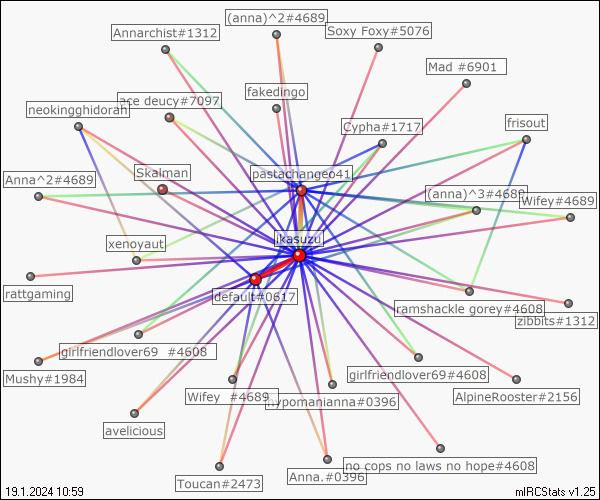 (anna)^2#4689
Annarchist#1312
Soxy Foxy#5076
Mad #6901
fakedingo
ace deucy#7097
neokingghidorah
Cypha#1717
frisout
Skalman
pastachangeo41
Anna^2#4689
(anna)^3#4689
Wifey#4689
xenoyaut
ikasuzu
rattgaming
default#0617
ramshackle gorey#4608
zibbits#1312
girlfriendlover69 #4608
Mushy#1984
girlfriendlover69#4608
Wifey #4689
hypomanianna#0396
AlpineRooster#2156
avelicious
no cops no laws no hope#4608
Toucan#2473
Anna.#0396
19.1.2024 10:59
mIRCStats v1.25